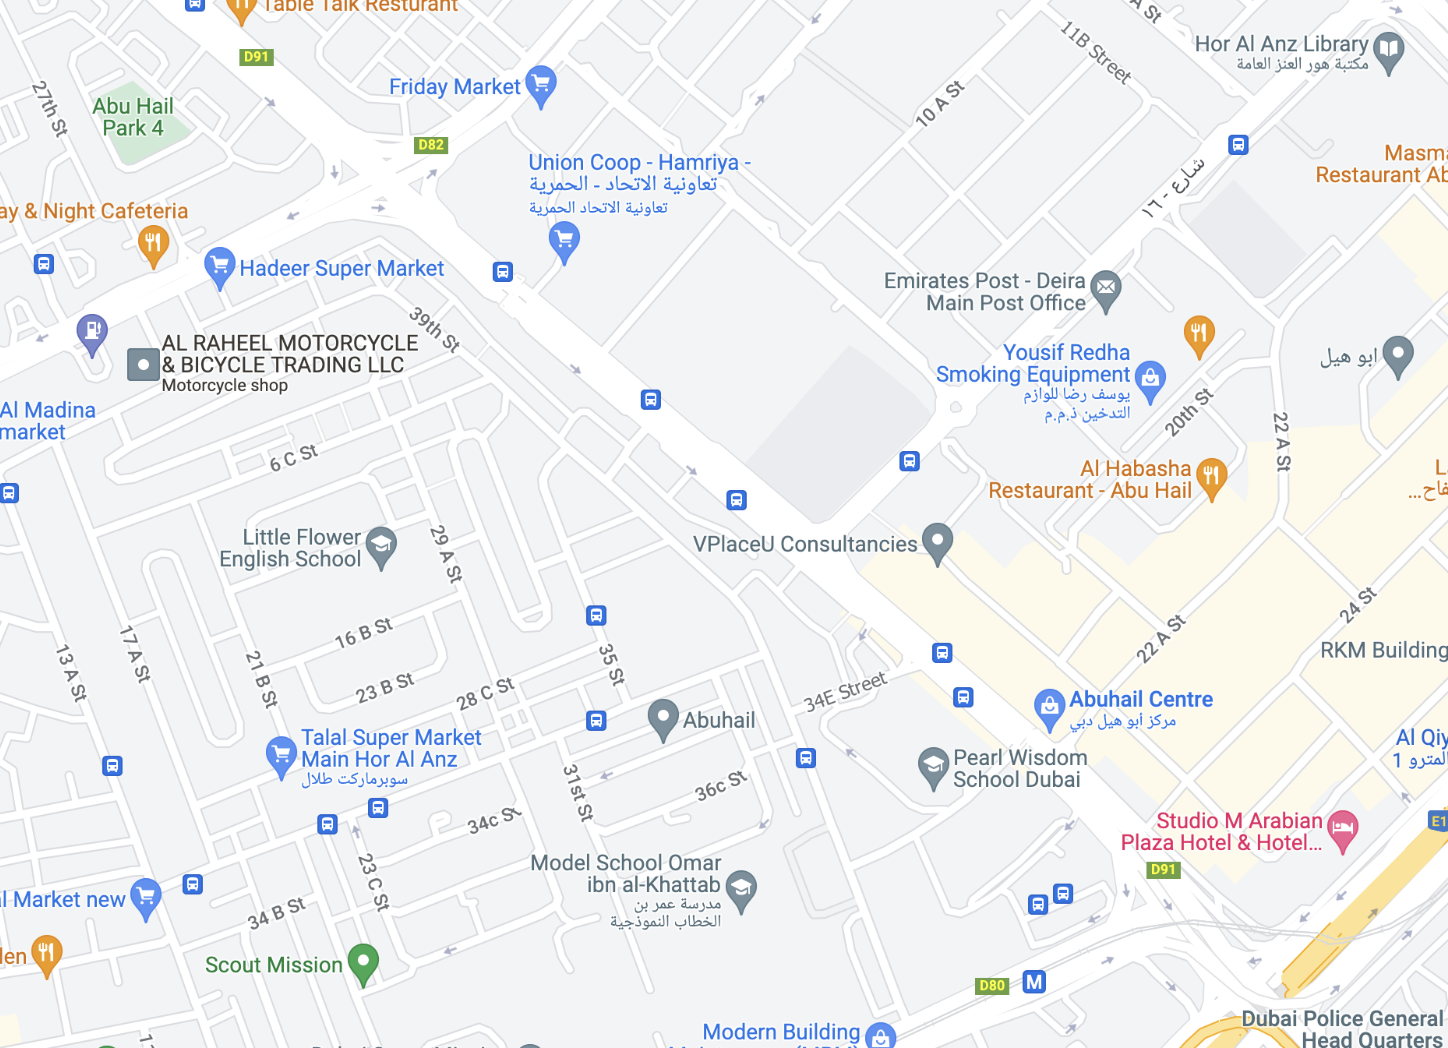 Table Talk Resturant
D91
Friday Market
Hor Al Anz Library
مكتبة هور العنز العامة
11B Street
A St
10 A St
27th St
Abu Hail
Park 4
D82
Union Coop - Hamriya -
تعاونية الاتحاد - الحمرية
تعاونية الاتحاد الحمرية
Masma
Restaurant Ab
شارع - ١٦
ay & Night Cafeteria
Hadeer Super Market
Emirates Post - Deira
Main Post Office
39th St
AL RAHEEL MOTORCYCLE
& BICYCLE TRADING LLC
Motorcycle shop
Yousif Redha
Smoking Equipment
يوسف رضا للوازم
التدخين ذ.م.م
ابو هيل
Al Madina
market
20th St
22 A St
6 C St
Al Habasha
Restaurant - Abu Hail
Little Flower
English School
29 A St
VPlaceU Consultancies
24 St
16 B St
22 A St
13 A St
17 A St
21 B St
35 St
RKM Building
23 B St
28 C St
34E Street
Abuhail Centre
مركز أبو هيل دبي
Abuhail
Talal Super Market
Main Hor Al Anz
سوبرماركت طلال
Al Qiy
المترو 1
Pearl Wisdom
School Dubai
31st St
36c St
34c St
Studio M Arabian
Plaza Hotel & Hotel...
E1
D91
23 C St
Model School Omar
ibn al-Khattab
مدرسة عمر بن
الخطاب النموذجية
al Market new
34 B St
len
Scout Mission
D80
M
Dubai Police General
Head Quarters
Modern Building